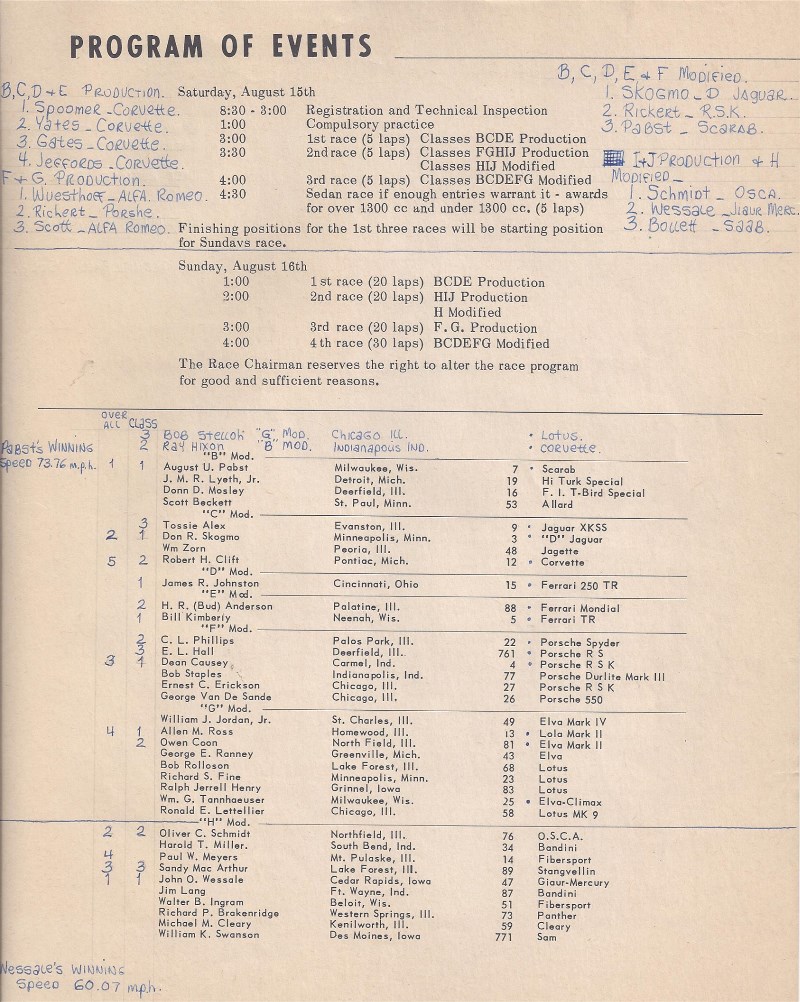 PROGRAM OF EVENTS
B, C, D, E, & F Modified.
1. SKOGMO - D JAGUAR.
2. Rickert - R.S.K.
3. Pabst - SCARAB.
I & J PRODUCTION & H MODIFIED -
1. Schmidt - OSCA.
2. Wessale - Jiaur Merc.
3. Bollett - SAAB.
B, C, D & E PRODUCTION.
1. Spoomer - CORVETTE.
2. Yates - CORVETTE.
3. Gates - CORVETTE.
4. Jeffords - CORVETTE.
F & G. PRODUCTION.
1. Wuesthoff - ALFA. ROMEO.
2. Richert - Porshe.
3. Scott - ALFA ROMEO.
Saturday, August 15th
8:30 - 3:00 Registration and Technical Inspection
1:00 Compulsory practice
3:00 1st race (5 laps) Classes BCDE Production
3:30 2nd race (5 laps) Classes FGHIJ Production
Classes HIJ Modified
4:00 3rd race (5 laps) Classes BCDEFG Modified
4:30 Sedan race if enough entries warrant it - awards
for over 1300 cc and under 1300 cc. (5 laps)
Finishing positions for the 1st three races will be starting position
for Sundays race.
Sunday, August 16th
1:00 1st race (20 laps) BCDE Production
2:00 2nd race (20 laps) HIJ Production
H Modified
3:00 3rd race (20 laps) F. G. Production
4:00 4th race (30 laps) BCDEFG Modified
The Race Chairman reserves the right to alter the race program
for good and sufficient reasons.
OVER ALL CLASS
3 BOB Stelloh "G" MOD. CHICAGO ILL. • LOTUS.
2 RAY HIXON "B" MOD. INDIANAPOLIS IND. • CORVETTE.
Pabst's WINNING
Speed 73.76 m.p.h.
"B" Mod.
1 1 August U. Pabst Milwaukee, Wis. 7 • Scarab
J. M. R. Lyeth, Jr. Detroit, Mich. 19 Hi Turk Special
Donn D. Mosley Deerfield, Ill. 16 F. I. T-Bird Special
Scott Beckett St. Paul, Minn. 53 Allard
"C" Mod.
3 Tossie Alex Evanston, Ill. 9 • Jaguar XKSS
2 1 Don R. Skogmo Minneapolis, Minn. 3 • "D" Jaguar
Wm Zorn Peoria, Ill. 48 Jagette
5 2 Robert H. Clift Pontiac, Mich. 12 • Corvette
"D" Mod.
1 James R. Johnston Cincinnati, Ohio 15 • Ferrari 250 TR
"E" Mod.
2 H. R. (Bud) Anderson Palatine, Ill. 88 • Ferrari Mondial
1 Bill Kimberly Neenah, Wis. 5 • Ferrari TR
"F" Mod.
2 C. L. Phillips Palos Park, Ill. 22 • Porsche Spyder
3 E. L. Hall Deerfield, Ill. 761 • Porsche R S
3 1 Dean Causey Carmel, Ind. 4 • Porsche R S K
Bob Staples Indianapolis, Ind. 77 Porsche Durlite Mark III
Ernest C. Erickson Chicago, Ill. 27 Porsche R S K
George Van De Sande Chicago, Ill. 26 Porsche 550
"G" Mod.
William J. Jordan, Jr. St. Charles, Ill. 49 Elva Mark IV
4 1 Allen M. Ross Homewood, Ill. 13 • Lola Mark II
2 Owen Coon North Field, Ill. 81 • Elva Mark II
George E. Ranney Greenville, Mich. 43 Elva
Bob Rolloson Lake Forest, Ill. 68 Lotus
Richard S. Fine Minneapolis, Minn. 23 Lotus
Ralph Jerrell Henry Grinnel, Iowa 83 Lotus
Wm. G. Tannhaeuser Milwaukee, Wis. 25 • Elva-Climax
Ronald E. Lettellier Chicago, Ill. 58 Lotus MK 9
"H" Mod.
2 2 Oliver C. Schmidt Northfield, Ill. 76 O.S.C.A.
Harold T. Miller. South Bend, Ind. 34 Bandini
4 Paul W. Meyers Mt. Pulaske, Ill. 14 Fibersport
3 3 Sandy Mac Arthur Lake Forest, Ill. 89 Stangvellin
1 1 John O. Wessale Cedar Rapids, Iowa 47 Giaur-Mercury
Jim Lang Ft. Wayne, Ind. 87 Bandini
Walter B. Ingram Beloit, Wis. 51 Fibersport
Richard P. Brakenridge Western Springs, Ill. 73 Panther
Michael M. Cleary Kenilworth, Ill. 59 Cleary
William K. Swanson Des Moines, Iowa 771 Sam
Wessale's WINNING
Speed 60.07 mph.